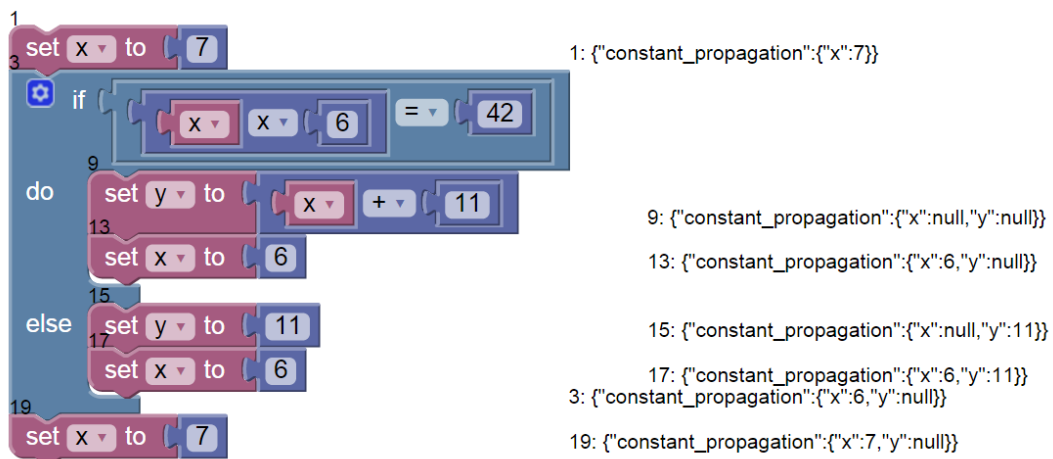 1
set x to 7
1: {"constant_propagation":{"x":7}}
3
if x x 6 = 42
9
do set y to x + 11
9: {"constant_propagation":{"x":null,"y":null}}
13
set x to 6
13: {"constant_propagation":{"x":6,"y":null}}
15
else set y to 11
15: {"constant_propagation":{"x":null,"y":11}}
17
set x to 6
17: {"constant_propagation":{"x":6,"y":11}}
3: {"constant_propagation":{"x":6,"y":null}}
19
set x to 7
19: {"constant_propagation":{"x":7,"y":null}}